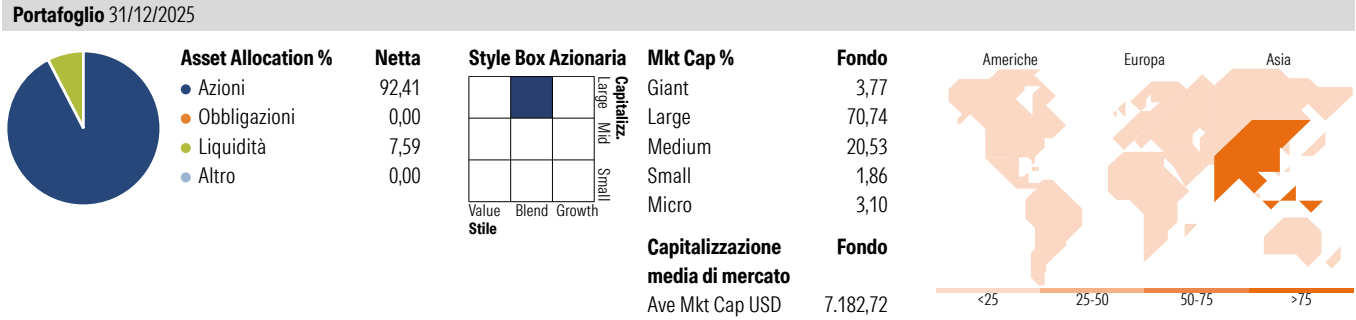 Portafoglio 31/12/2025
Asset Allocation % Netta
Azioni 92,41
Obbligazioni 0,00
Liquidità 7,59
Altro 0,00
Style Box Azionaria
Capitalizz.
Large Mid Small
Value Blend Growth
Stile
Mkt Cap % Fondo
Giant 3,77
Large 70,74
Medium 20,53
Small 1,86
Micro 3,10
Capitalizzazione Fondo
media di mercato
Ave Mkt Cap USD 7.182,72
Americhe Europa Asia
<25 25-50 50-75 >75